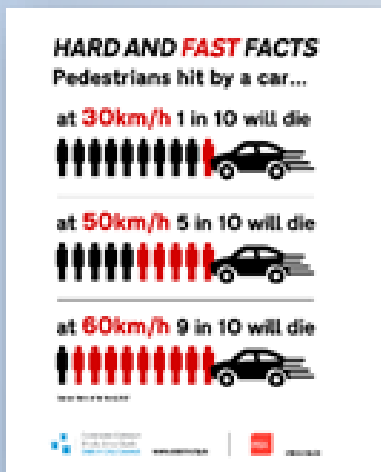 HARD AND FAST FACTS
Pedestrians hit by a car...
at 30km/h 1 in 10 will die
at 50km/h 5 in 10 will die
at 60km/h 9 in 10 will die